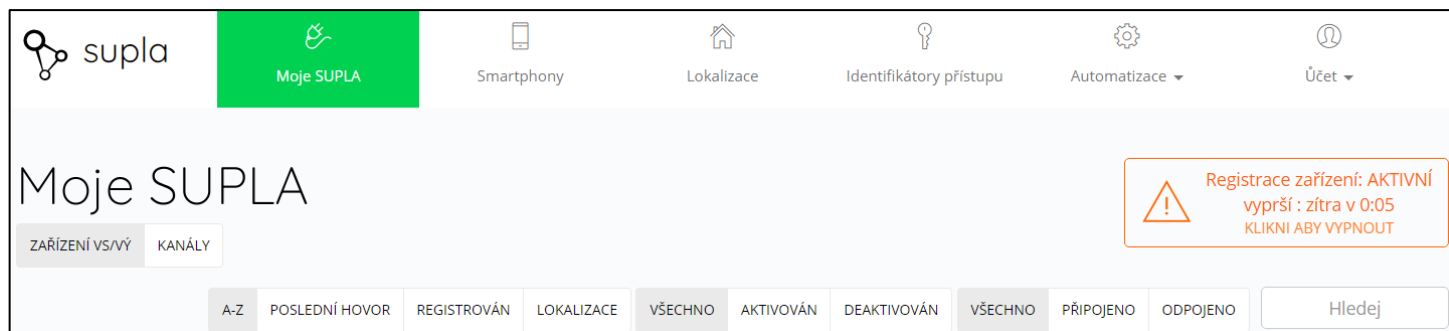 supla
Moje SUPLA
Smartphony
Lokalizace
Identifikátory přístupu
Automatizace
Účet
Moje SUPLA
Registrace zařízení: AKTIVNÍ
vyprší : zítra v 0:05
KLIKNI ABY VYPNOUT
ZAŘÍZENÍ VS/VÝ KANÁLY
A-Z POSLEDNÍ HOVOR REGISTROVÁN LOKALIZACE VŠECHNO AKTIVOVÁN DEAKTIVOVÁN VŠECHNO PŘIPOJENO ODPOJENO Hledej